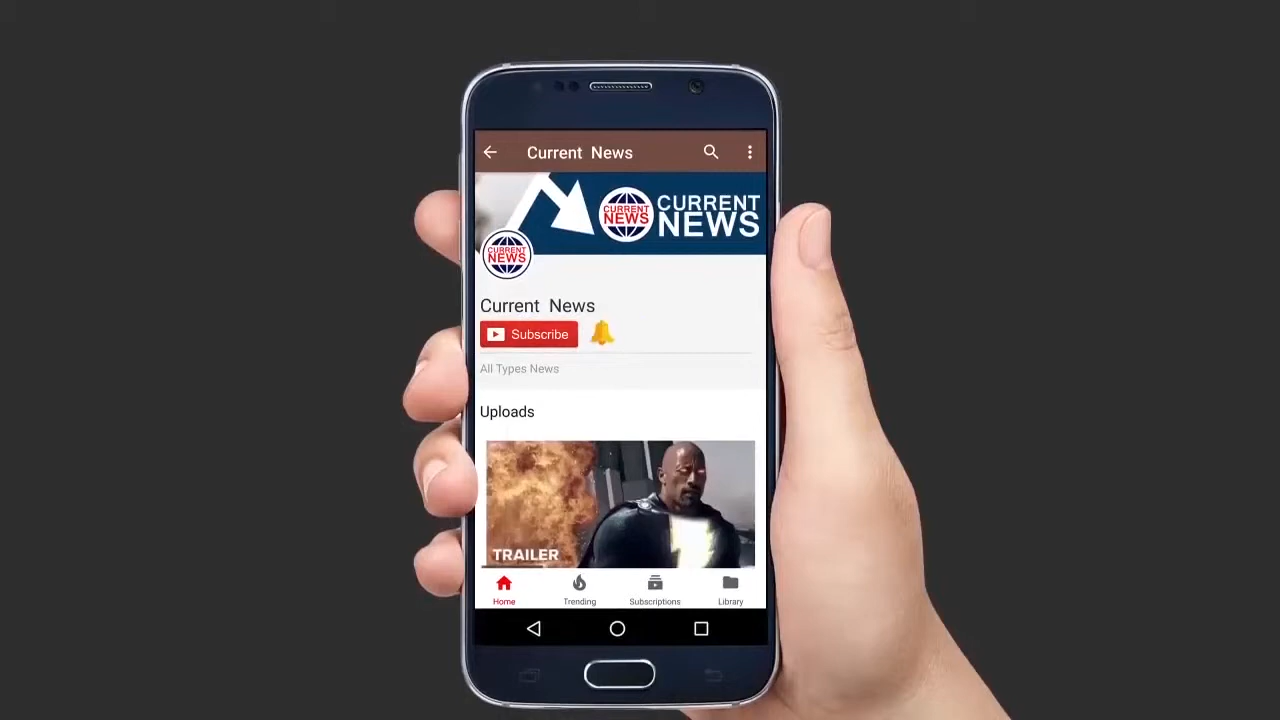 Current News
CURRENT
NEWS
CURRENT
NEWS
CURRENT
NEWS
Current News
Subscribe
All Types News
Uploads
TRAILER
Home
Trending
Subscriptions
Library